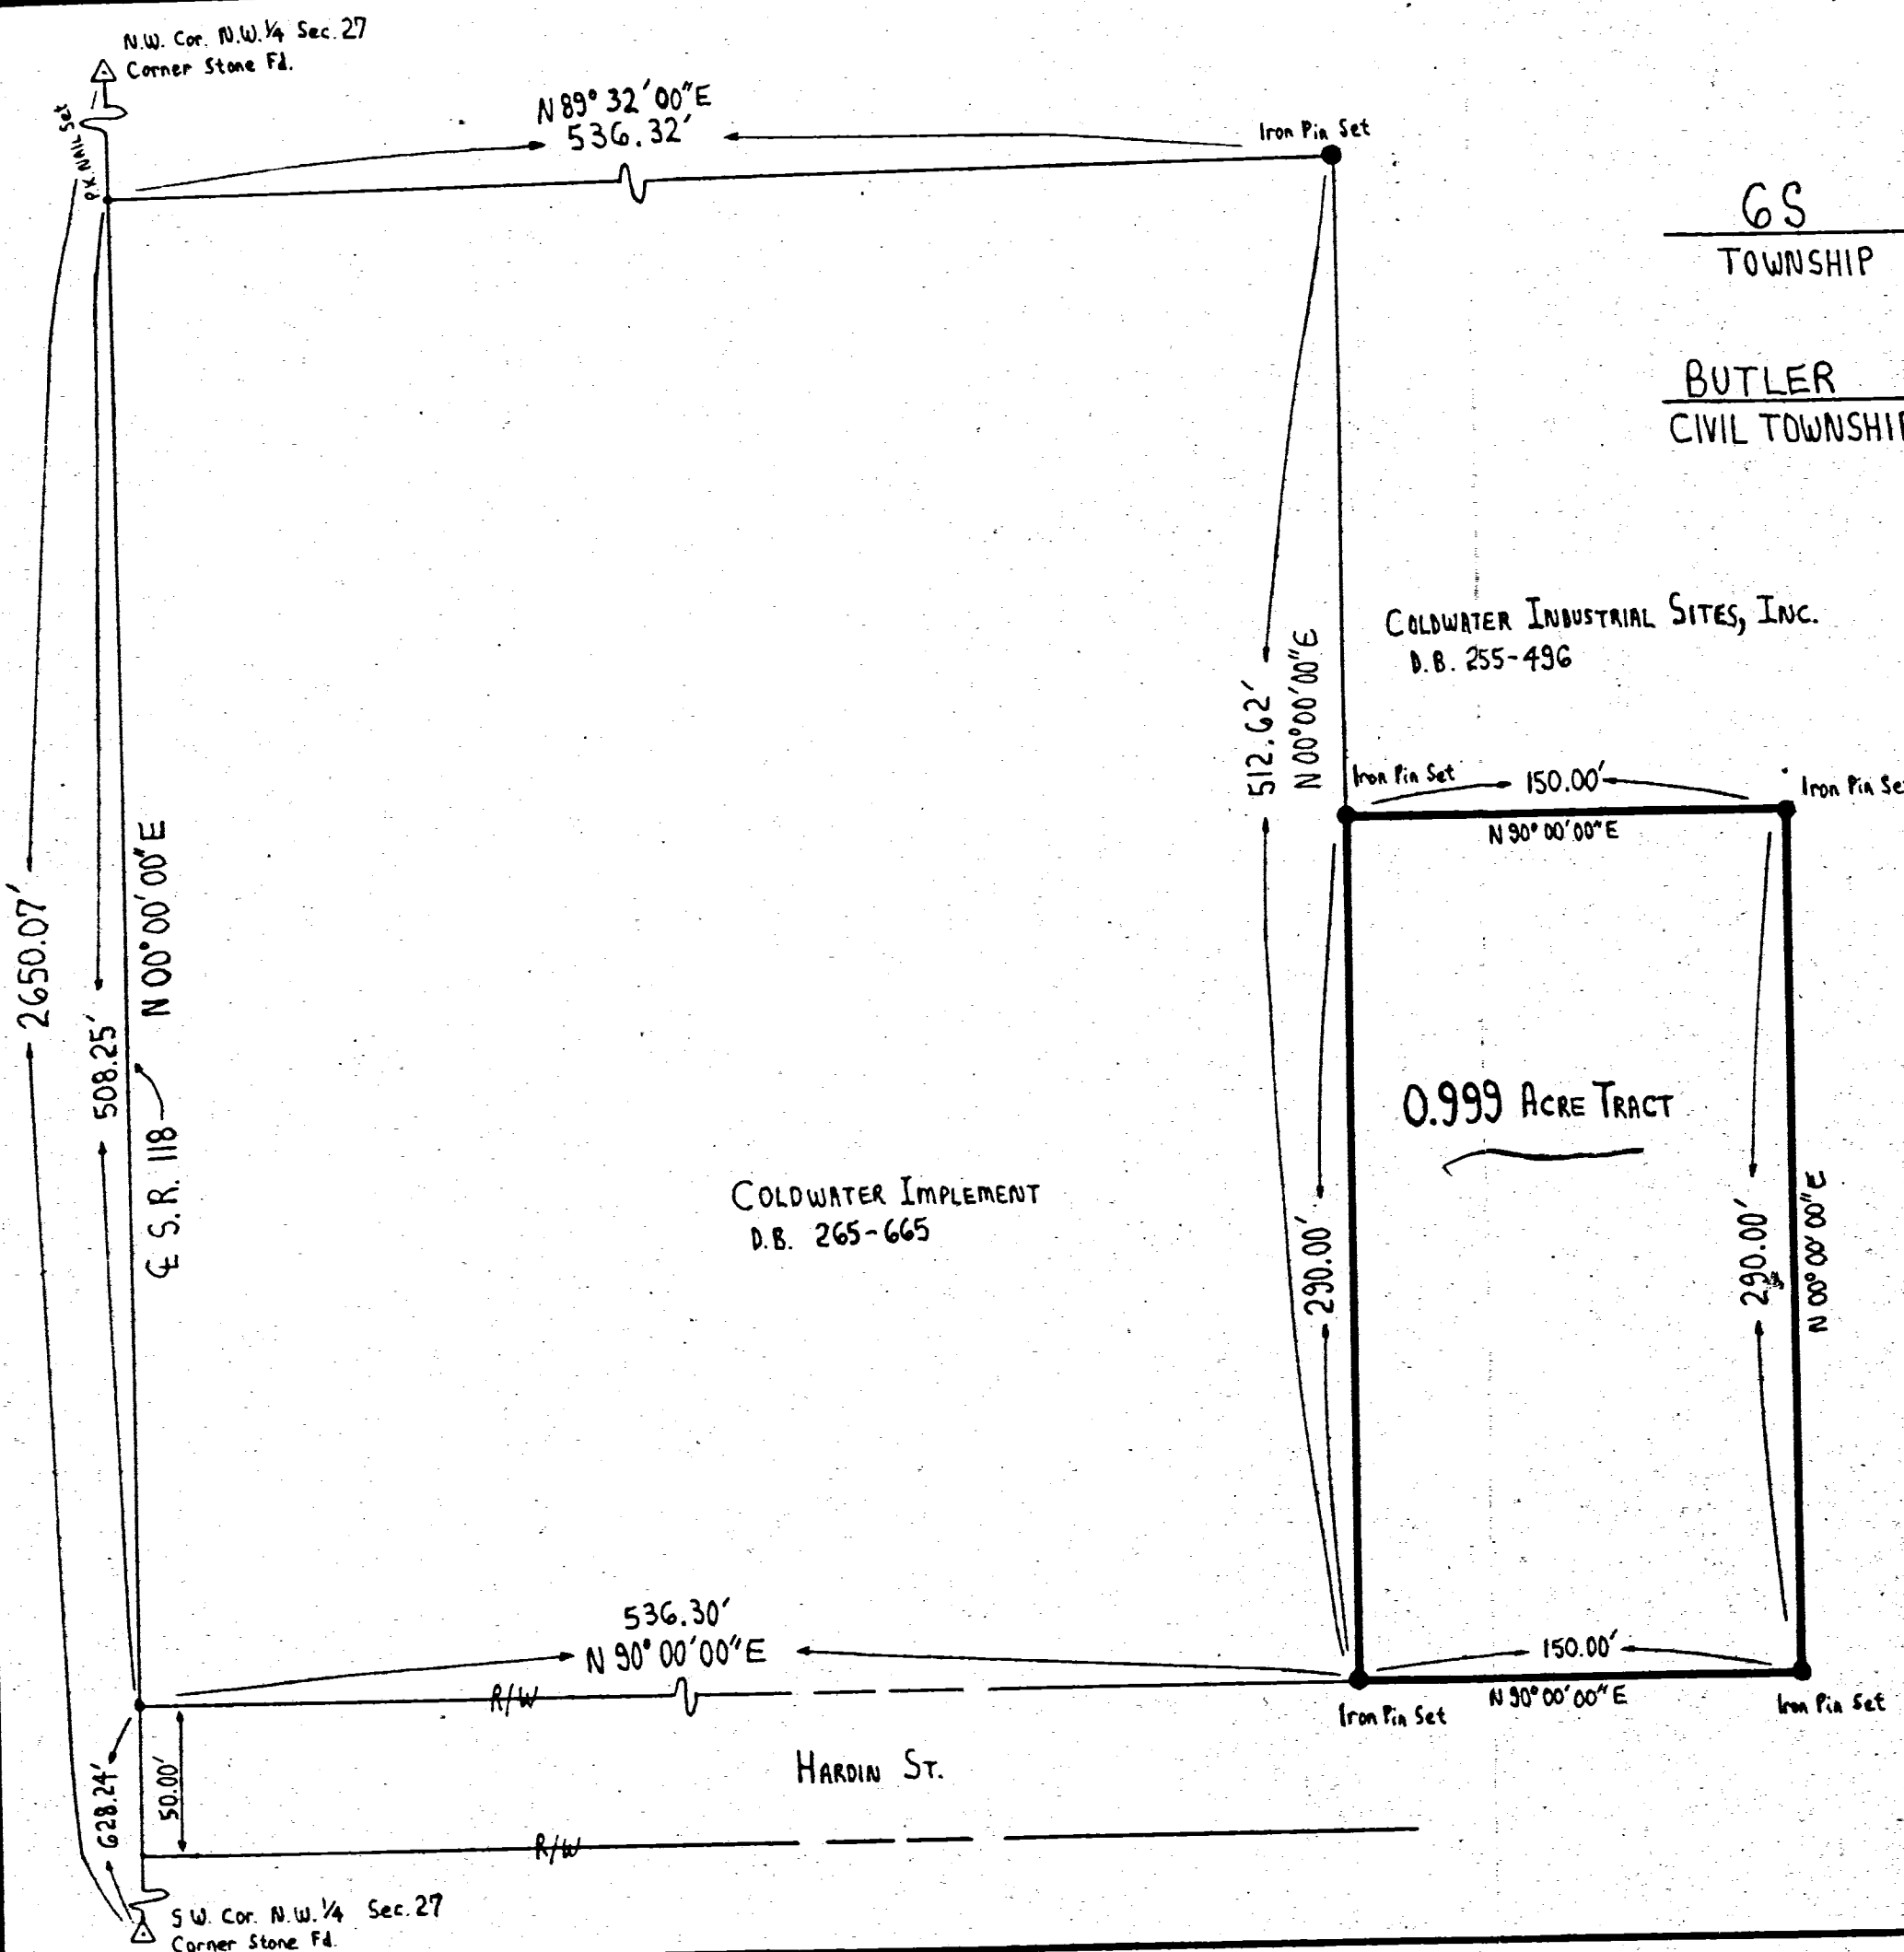 N.W. Cor. N.W. 1/4 Sec. 27
Corner Stone Fd.
P.K. NAIL Set
N 89° 32' 00" E
536.32'
Iron Pin Set
6S
TOWNSHIP
BUTLER
CIVIL TOWNSHIP
COLDWATER INDUSTRIAL SITES, INC.
D.B. 255-496
512.62'
N 00° 00' 00" E
Iron Pin Set
150.00'
Iron Pin Se
N 90° 00' 00" E
2650.07'
508.25'
N 00° 00' 00" E
℄ S.R. 118
0.999 ACRE TRACT
COLDWATER IMPLEMENT
D.B. 265-665
290.00'
290.00'
N 00° 00' 00" E
536.30'
N 90° 00' 00" E
R/W
150.00'
N 90° 00' 00" E
Iron Pin Set
Iron Pin Set
HARDIN ST.
628.24'
50.00'
R/W
S W. Cor. N.W. 1/4 Sec. 27
Corner Stone Fd.